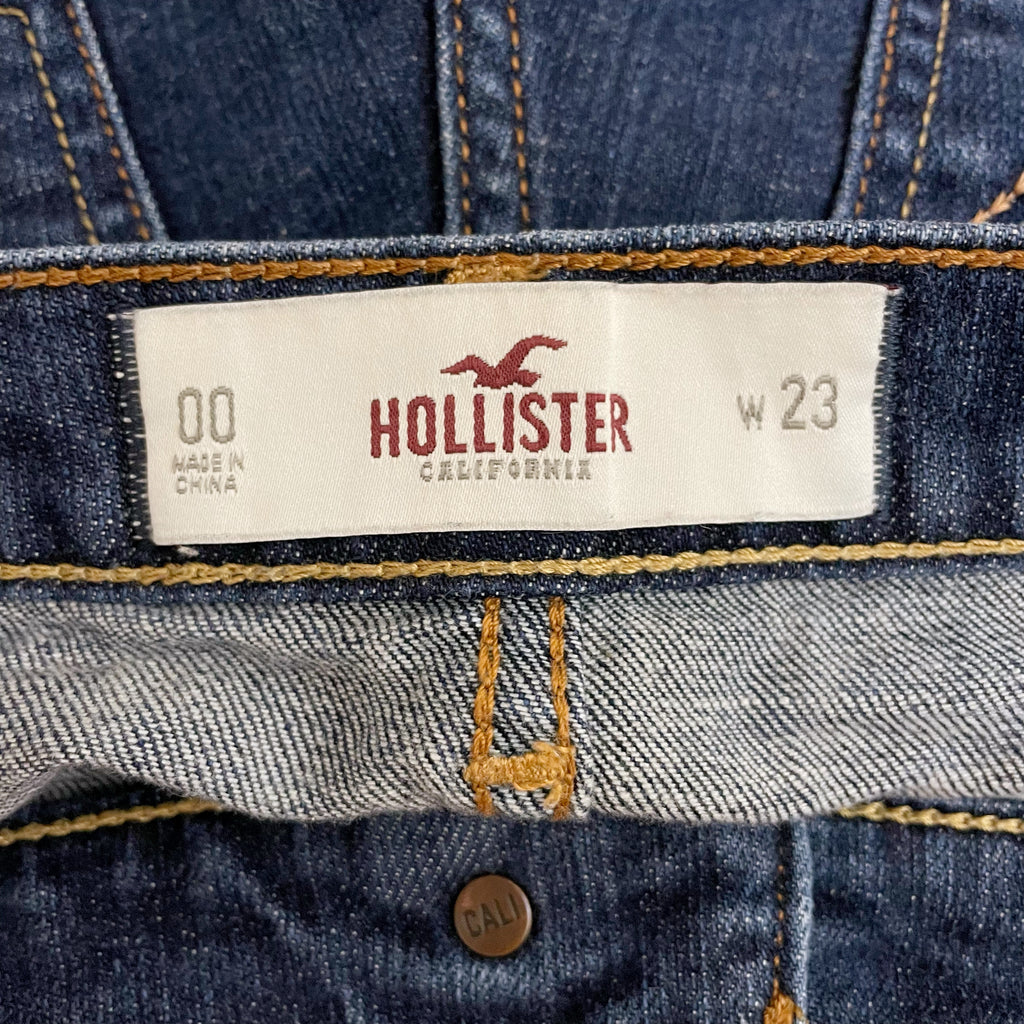 00
MADE IN
CHINA
HOLLISTER
CALIFORNIA
W 23
CALI